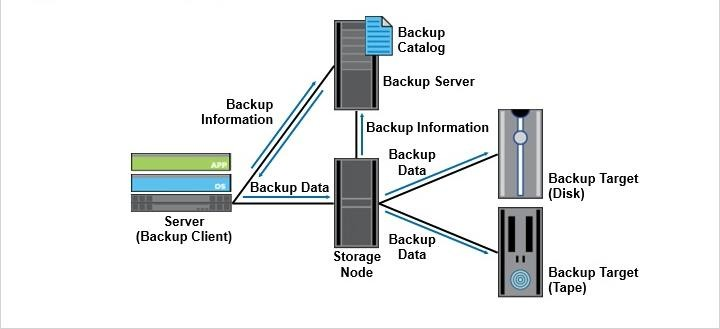 Backup
Catalog
Backup Server
Backup
Information
Backup Information
APP
OS
Backup Data
Server
(Backup Client)
Storage
Node
Backup
Data
Backup Target
(Disk)
Backup
Data
Backup Target
(Tape)